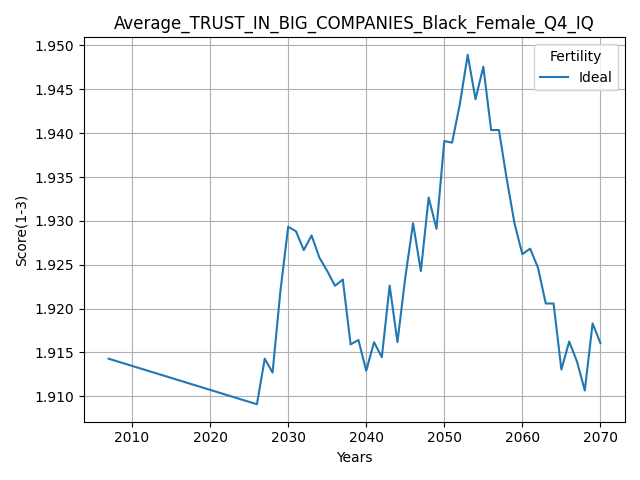 Average_TRUST_IN_BIG_COMPANIES_Black_Female_Q4_IQ
Fertility
Ideal
1.950
1.945
1.940
1.935
1.930
1.925
1.920
1.915
1.910
Score(1-3)
2010 2020 2030 2040 2050 2060 2070
Years